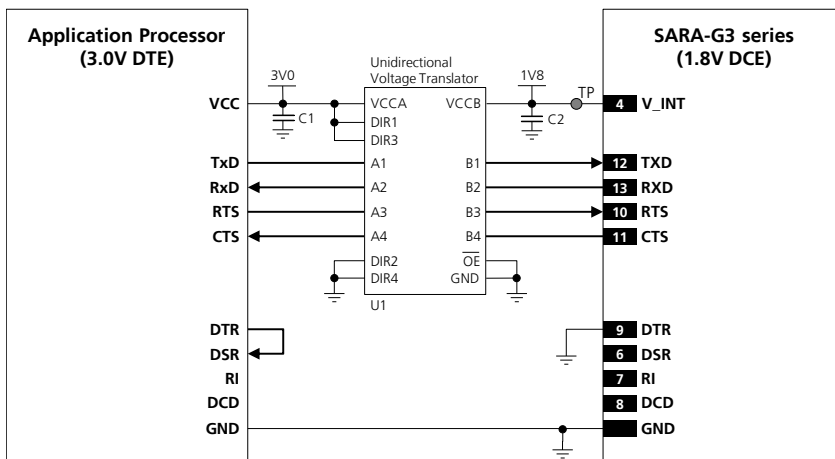 Application Processor
(3.0V DTE)
SARA-G3 series
(1.8V DCE)
Unidirectional
Voltage Translator
3V0
1V8
TP
VCC
VCCA
VCCB
4
V_INT
C1
DIR1
C2
DIR3
TxD
A1
B1
12
TXD
RxD
A2
B2
13
RXD
RTS
A3
B3
10
RTS
CTS
A4
B4
11
CTS
DIR2
OE
DIR4
GND
U1
DTR
9
DTR
DSR
6
DSR
RI
7
RI
DCD
8
DCD
GND
GND